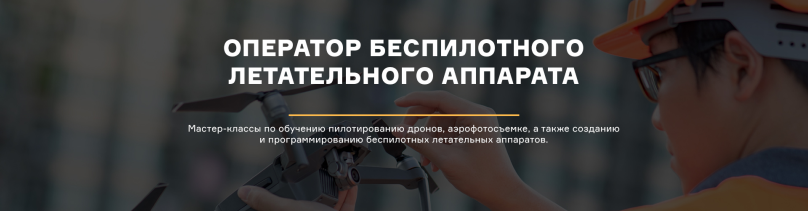 ОПЕРАТОР БЕСПИЛОТНОГО
ЛЕТАТЕЛЬНОГО АППАРАТА
Мастер-классы по обучению пилотированию дронов, аэрофотосъемке, а также созданию
и программированию беспилотных летательных аппаратов.